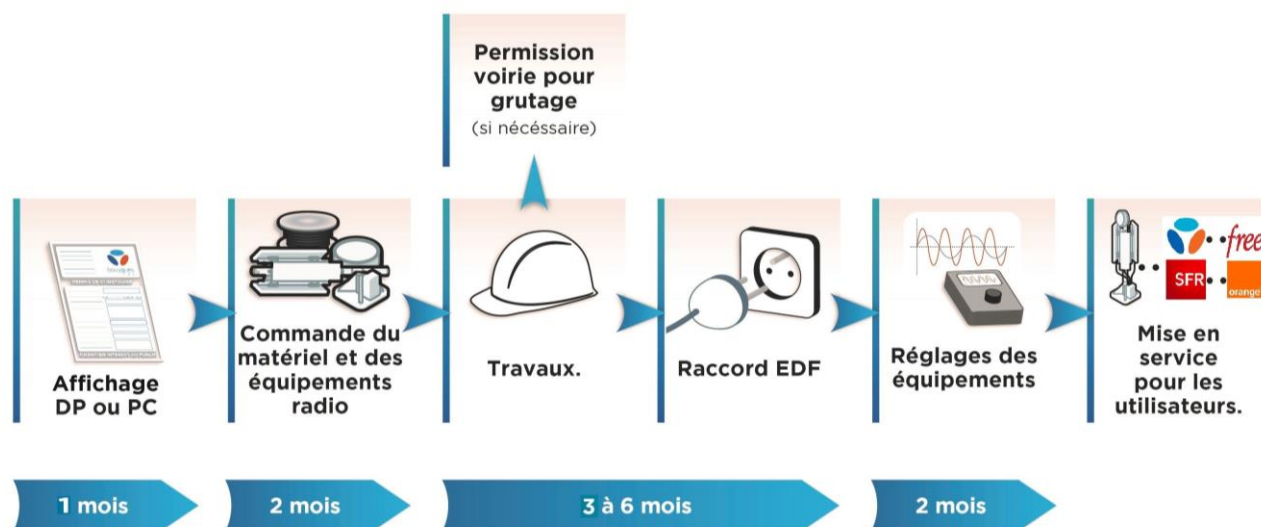 Permission
voirie pour
grutage
(si nécéssaire)
Affichage
DP ou PC
Commande du
matériel et des
équipements
radio
Travaux.
Raccord EDF
Réglages des
équipements
free
SFR
orange
Mise en
service
pour les
utilisateurs.
1 mois
2 mois
3 à 6 mois
2 mois